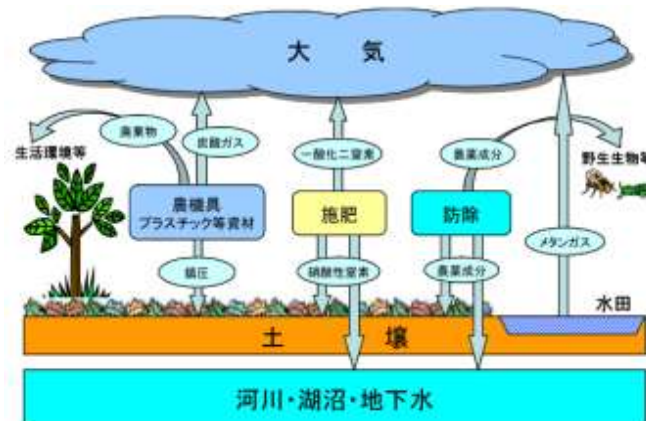 大 気
廃棄物
炭酸ガス
一酸化二窒素
農薬成分
生活環境等
野生生物等
農機具
プラスチック等資材
施肥
防除
メタンガス
鎮圧
硝酸性窒素
農薬成分
水田
土 壌
河川・湖沼・地下水